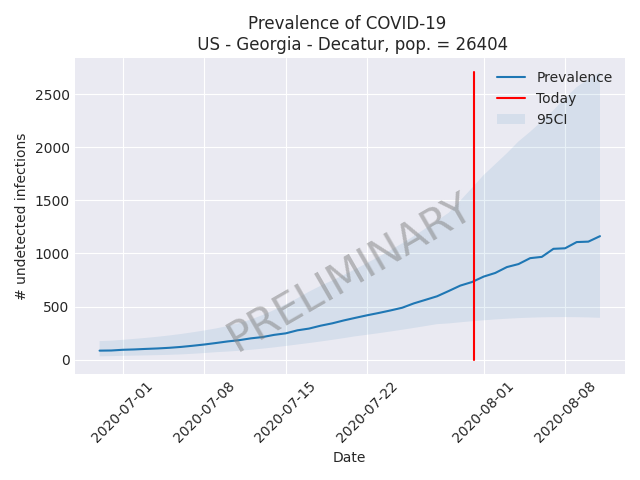 Prevalence of COVID-19
US - Georgia - Decatur, pop. = 26404
Prevalence
Today
95CI
PRELIMINARY
# undetected infections
2500
2000
1500
1000
500
0
2020-07-01
2020-07-08
2020-07-15
2020-07-22
2020-08-01
2020-08-08
Date